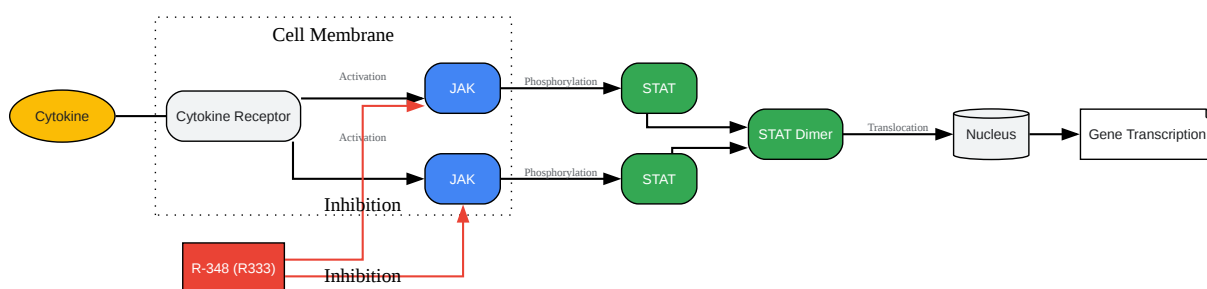 Cell Membrane
Cytokine
Cytokine Receptor
Activation
JAK
Phosphorylation
STAT
Activation
JAK
Phosphorylation
STAT
STAT Dimer
Translocation
Nucleus
Gene Transcription
Inhibition
R-348 (R333)
Inhibition